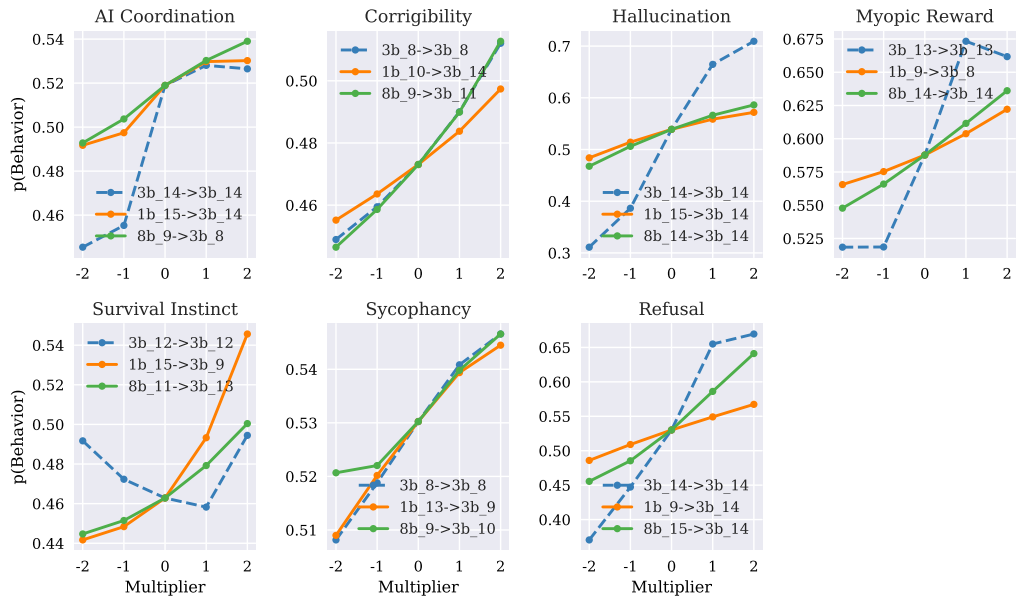 AI Coordination
p(Behavior)
0.54
0.52
0.50
0.48
0.46
3b_14->3b_14
1b_15->3b_14
8b_9->3b_8
-2 -1 0 1 2
Corrigibility
0.50
0.48
0.46
3b_8->3b_8
1b_10->3b_14
8b_9->3b_11
-2 -1 0 1 2
Hallucination
0.7
0.6
0.5
0.4
0.3
3b_14->3b_14
1b_15->3b_14
8b_14->3b_14
-2 -1 0 1 2
Myopic Reward
0.675
0.650
0.625
0.600
0.575
0.550
0.525
3b_13->3b_13
1b_9->3b_8
8b_14->3b_14
-2 -1 0 1 2
Survival Instinct
p(Behavior)
0.54
0.52
0.50
0.48
0.46
0.44
3b_12->3b_12
1b_15->3b_9
8b_11->3b_13
-2 -1 0 1 2
Multiplier
Sycophancy
0.54
0.53
0.52
0.51
3b_8->3b_8
1b_13->3b_9
8b_9->3b_10
-2 -1 0 1 2
Multiplier
Refusal
0.65
0.60
0.55
0.50
0.45
0.40
3b_14->3b_14
1b_9->3b_14
8b_15->3b_14
-2 -1 0 1 2
Multiplier